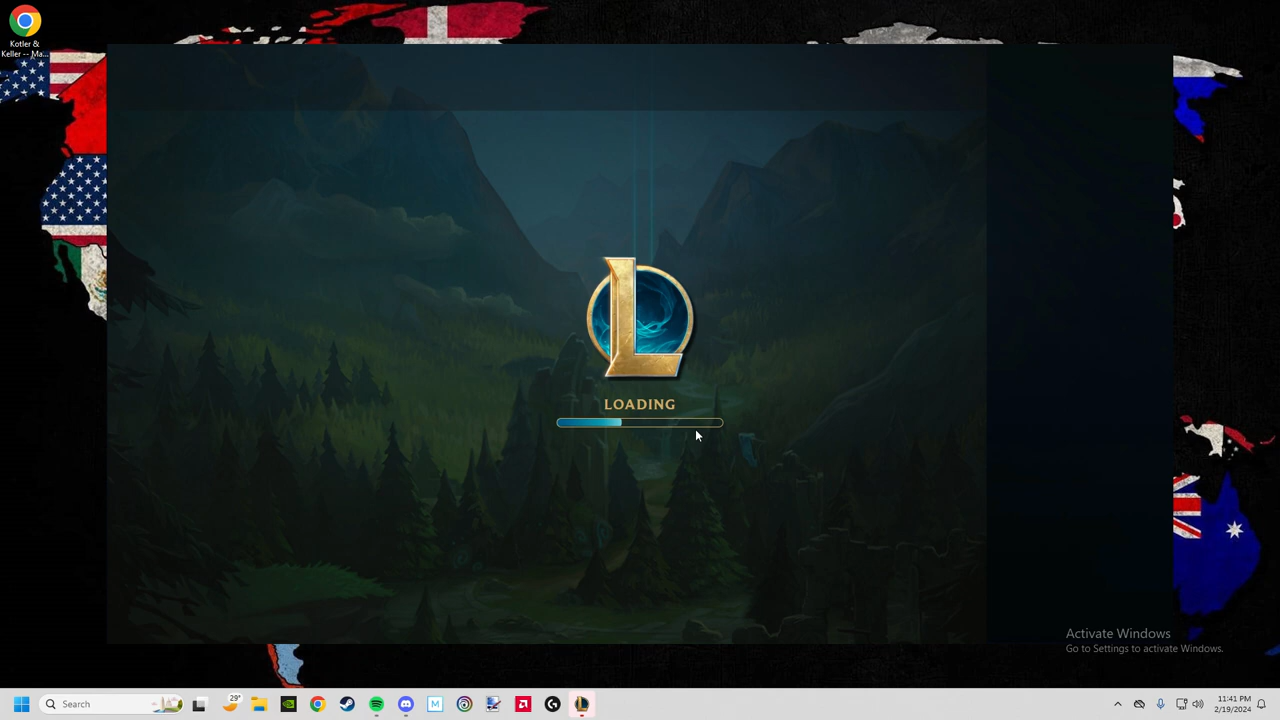 Kotler &
Keller -- Ma...
LOADING
Activate Windows
Go to Settings to activate Windows.
Search
29°
11:41 PM
2/19/2024